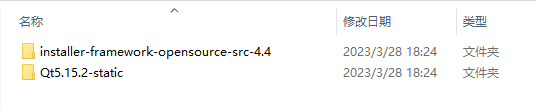 名称 修改日期 类型
installer-framework-opensource-src-4.4 2023/3/28 18:24 文件夹
Qt5.15.2-static 2023/3/28 18:24 文件夹